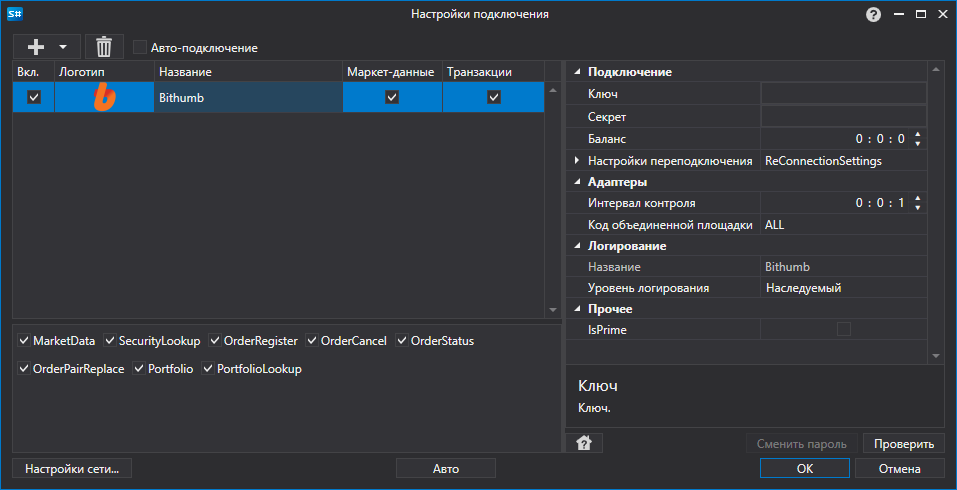 S#
Настройки подключения
?
Авто-подключение
Вкл. Логотип Название Маркет-данные Транзакции
Bithumb
MarketData SecurityLookup OrderRegister OrderCancel OrderStatus
OrderPairReplace Portfolio PortfolioLookup
Подключение
Ключ
Секрет
Баланс 0 : 0 : 0
Настройки переподключения ReConnectionSettings
Адаптеры
Интервал контроля 0 : 0 : 1
Код объединенной площадки ALL
Логирование
Название Bithumb
Уровень логирования Наследуемый
Прочее
IsPrime
Ключ
Ключ.
?
Сменить пароль Проверить
Настройки сети... Авто OK Отмена